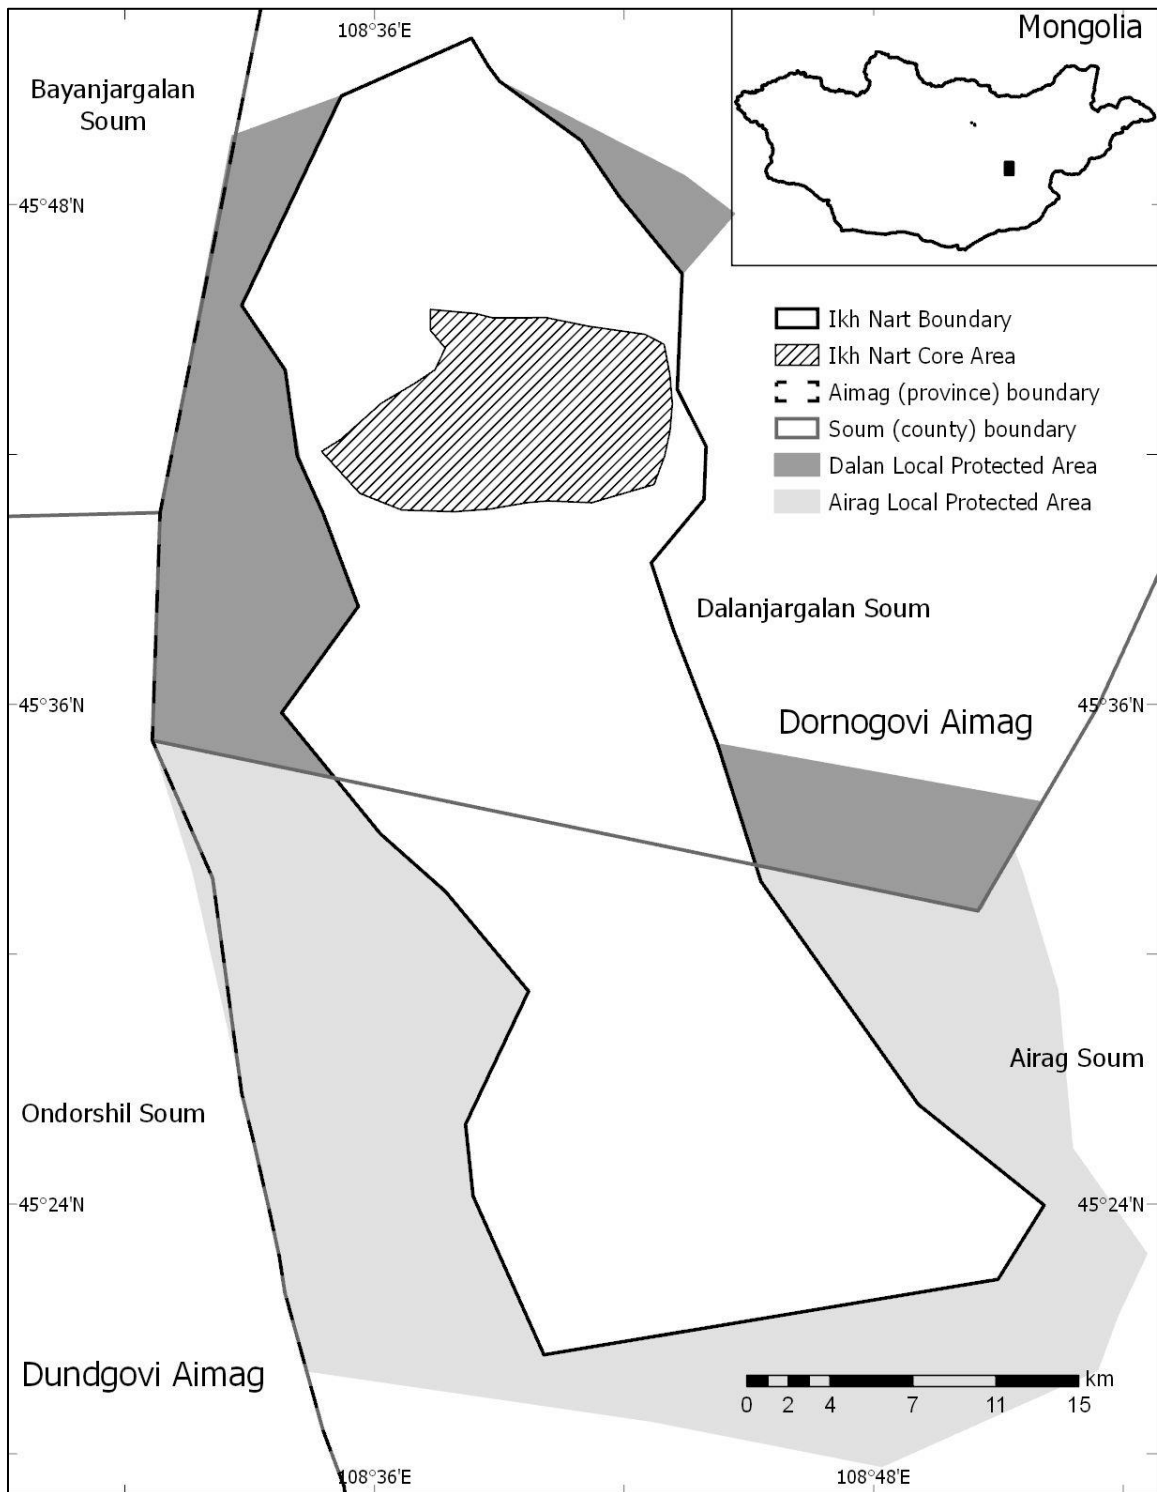 108°36'E
Mongolia
Bayanjargalan
Soum
45°48'N
Ikh Nart Boundary
Ikh Nart Core Area
Aimag (province) boundary
Soum (county) boundary
Dalan Local Protected Area
Airag Local Protected Area
Dalanjargalan Soum
45°36'N
45°36'N
Dornogovi Aimag
Airag Soum
Ondorshil Soum
45°24'N
45°24'N
Dundgovi Aimag
km
0 2 4 7 11 15
108°36'E
108°48'E